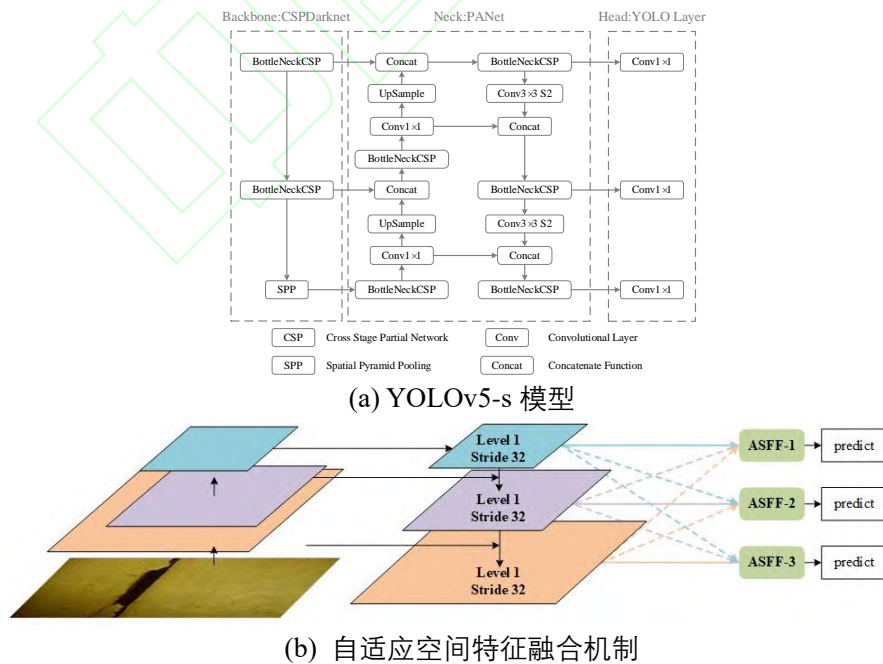 Backbone:CSPDarknet Neck:PANet Head:YOLO Layer
BottleNeckCSP Concat BottleNeckCSP Conv1×1
UpSample Conv3×3 S2
Conv1×1 Concat
BottleNeckCSP
BottleNeckCSP Concat BottleNeckCSP Conv1×1
UpSample Conv3×3 S2
Conv1×1 Concat
SPP BottleNeckCSP BottleNeckCSP Conv1×1
CSP Cross Stage Partial Network Conv Convolutional Layer
SPP Spatial Pyramid Pooling Concat Concatenate Function
(a) YOLOv5-s 模型
Level 1
Stride 32
ASFF-1 predict
Level 1
Stride 32
ASFF-2 predict
Level 1
Stride 32
ASFF-3 predict
(b) 自适应空间特征融合机制